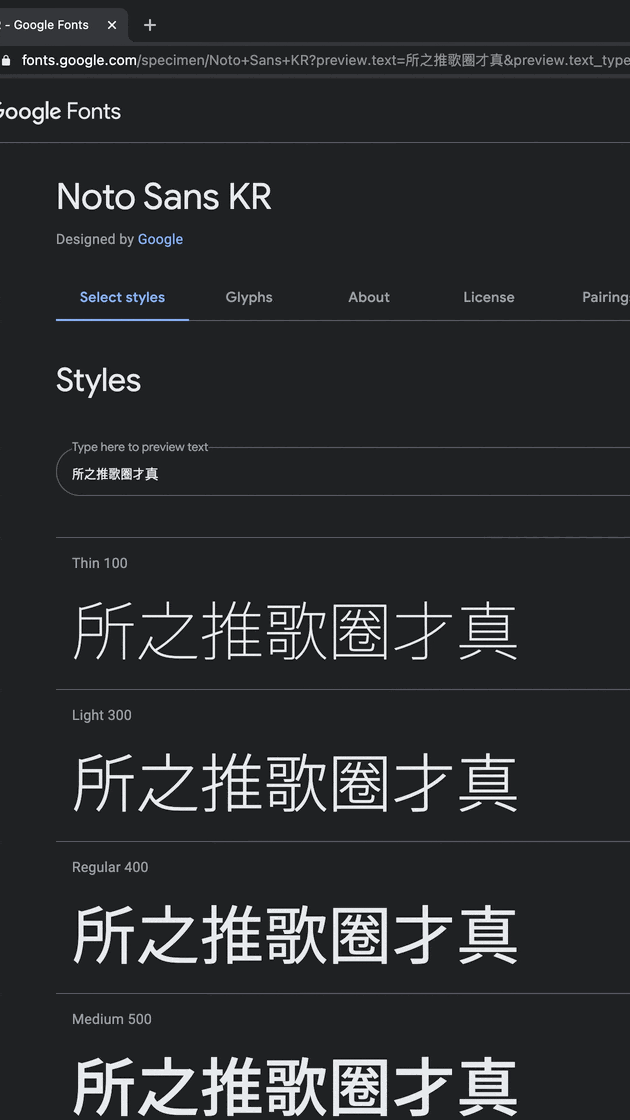 - Google Fonts
fonts.google.com/specimen/Noto+Sans+KR?preview.text=所之推歌圈才真&preview.text_type
Google Fonts
Noto Sans KR
Designed by Google
Select styles Glyphs About License Pairing
Styles
Type here to preview text
所之推歌圈才真
Thin 100
所之推歌圈才真
Light 300
所之推歌圈才真
Regular 400
所之推歌圈才真
Medium 500
所之推歌圈才真